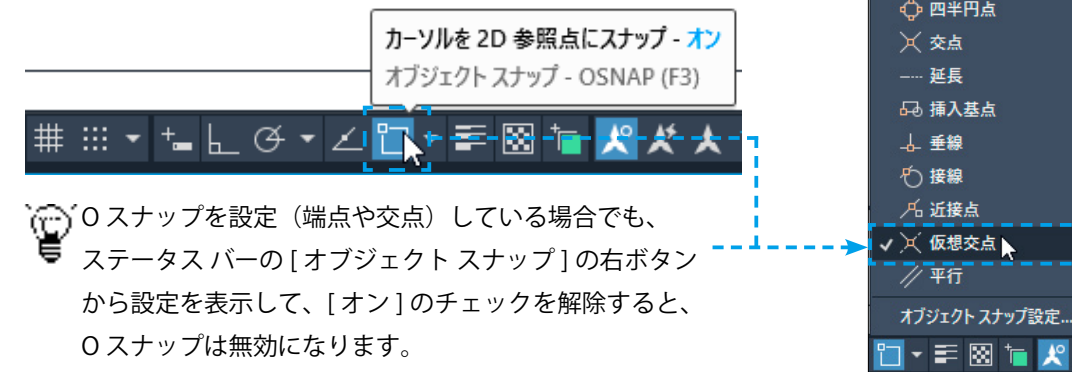 カーソルを 2D 参照点にスナップ - オン
オブジェクト スナップ - OSNAP (F3)
O スナップを設定（端点や交点）している場合でも、
ステータス バーの [ オブジェクト スナップ ] の右ボタン
から設定を表示して、[ オン ] のチェックを解除すると、
O スナップは無効になります。
四半円点
交点
延長
挿入基点
垂線
接線
近接点
仮想交点
平行
オブジェクト スナップ設定...